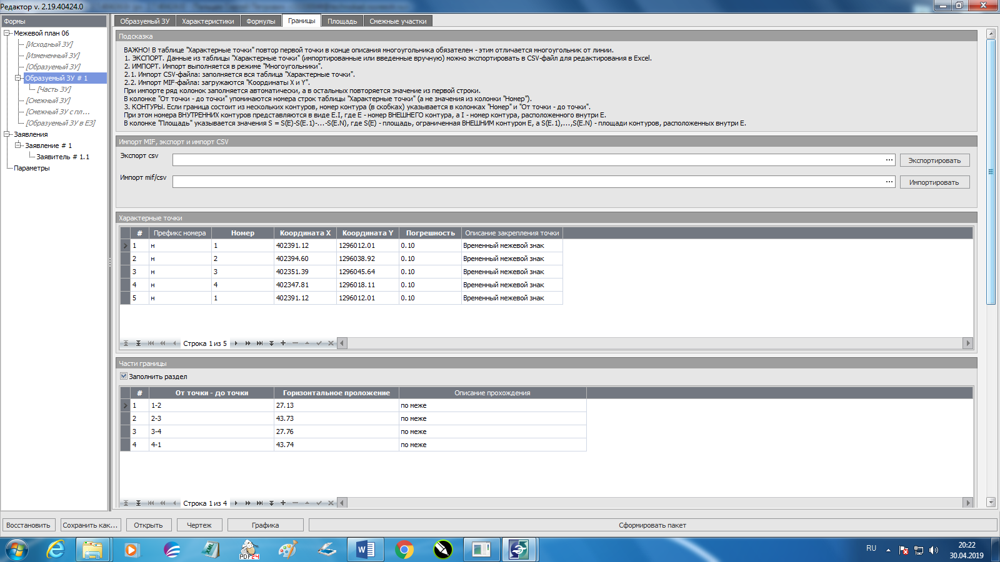 Редактор v. 2.19.40424.0
Формы
Межевой план 06
[Исходный ЗУ]
[Измененный ЗУ]
[Образуемый ЗУ]
Образуемый ЗУ # 1
[Часть ЗУ]
[Смежный ЗУ]
[Смежный ЗУ с пл...
[Образуемый ЗУ в ЕЗ]
Заявления
Заявление # 1
Заявитель # 1.1
Параметры
Образуемый ЗУ Характеристики Формулы Границы Площадь Смежные участки
Подсказка
ВАЖНО! В таблице "Характерные точки" повтор первой точки в конце описания многоугольника обязателен - этим отличается многоугольник от линии.
1. ЭКСПОРТ. Данные из таблицы "Характерные точки" (импортированные или введенные вручную) можно экспортировать в CSV-файл для редактирования в Excel.
2. ИМПОРТ. Импорт выполняется в режиме "Многоугольники".
2.1. Импорт CSV-файла: заполняется вся таблица "Характерные точки".
2.2. Импорт MIF-файла: загружаются "Координаты X и Y".
При импорте ряд колонок заполняется автоматически, а в остальных повторяется значение из первой строки.
В колонке "От точки - до точки" упоминаются номера строк таблицы "Характерные точки" (а не значения из колонки "Номер").
3. КОНТУРЫ. Если граница состоит из нескольких контуров, номер контура (в скобках) указывается в колонках "Номер" и "От точки - до точки".
При этом номера ВНУТРЕННИХ контуров представляются в виде E.I, где E - номер ВНЕШНЕГО контура, а I - номер контура, расположенного внутри E.
В колонке "Площадь" указывается значения S = S(E)-S(E.1)-...-S(E.N), где S(E) - площадь, ограниченная ВНЕШНИМ контуром E, а S(E.1),...,S(E.N) - площади контуров, расположенных внутри E.
Импорт MIF, экспорт и импорт CSV
Экспорт csv ... Экспортировать
Импорт mif/csv ... Импортировать
Характерные точки
# Префикс номера Номер Координата X Координата Y Погрешность Описание закрепления точки
1 н 1 402391.12 1296012.01 0.10 Временный межевой знак
2 н 2 402394.60 1296038.92 0.10 Временный межевой знак
3 н 3 402351.39 1296045.64 0.10 Временный межевой знак
4 н 4 402347.81 1296018.11 0.10 Временный межевой знак
5 н 1 402391.12 1296012.01 0.10 Временный межевой знак
Строка 1 из 5
Части границы
Заполнить раздел
# От точки - до точки Горизонтальное проложение Описание прохождения
1 1-2 27.13 по меже
2 2-3 43.73 по меже
3 3-4 27.76 по меже
4 4-1 43.74 по меже
Строка 1 из 4
Восстановить Сохранить как... Открыть Чертеж Графика Сформировать пакет
PDF24
RU
20:22
30.04.2019